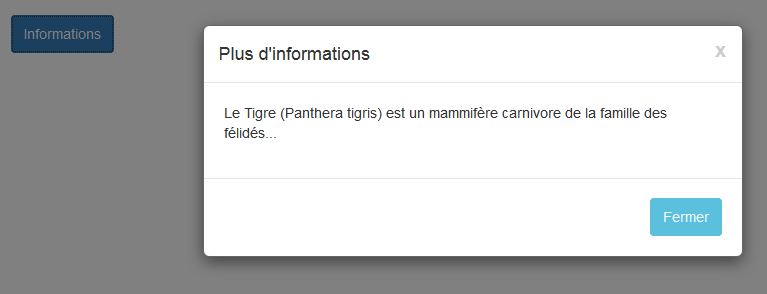 Informations
Plus d'informations
x
Le Tigre (Panthera tigris) est un mammifère carnivore de la famille des
félidés...
Fermer